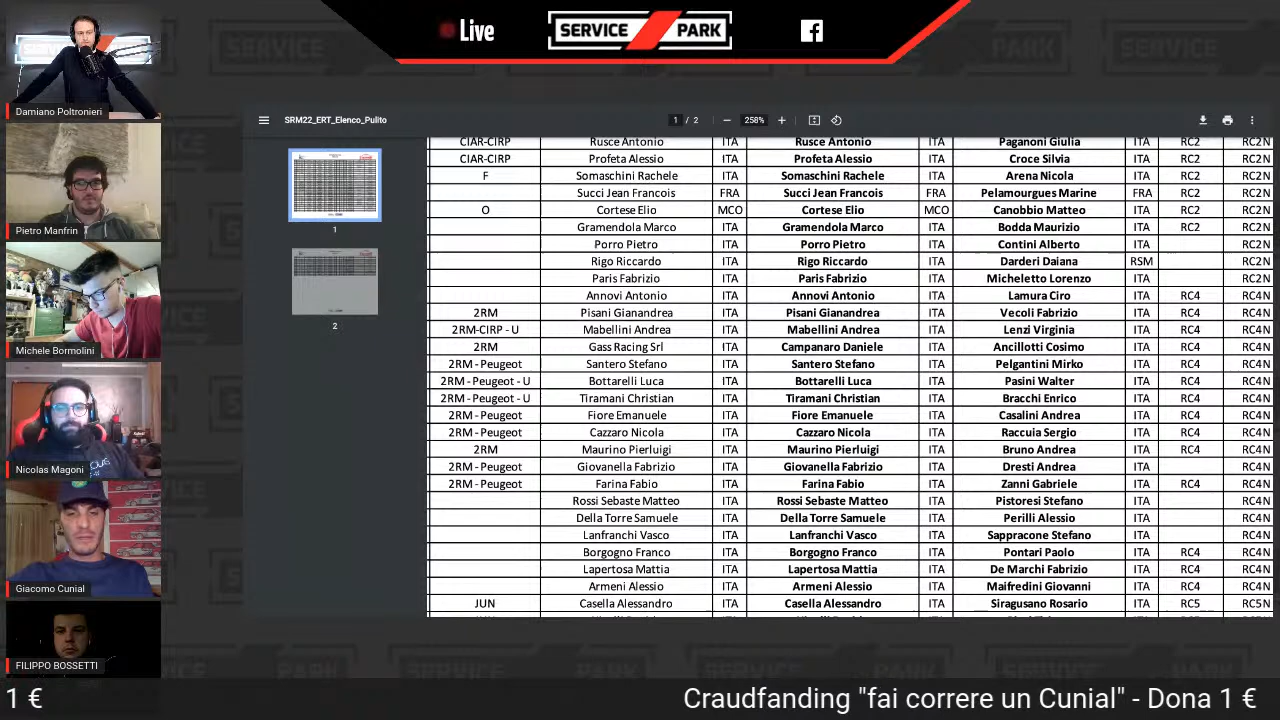 Live
SERVICE PARK
Damiano Poltronieri
Pietro Manfrin
Michele Bormolini
Nicolas Magoni
Giacomo Cunial
FILIPPO BOSSETTI
SRM22_ERT_Elenco_Pulito
1 / 2
258%
1
2
CIAR-CIRP Rusce Antonio ITA Rusce Antonio ITA Paganoni Giulia ITA RC2 RC2N
CIAR-CIRP Profeta Alessio ITA Profeta Alessio ITA Croce Silvia ITA RC2 RC2N
F Somaschini Rachele ITA Somaschini Rachele ITA Arena Nicola ITA RC2 RC2N
Succi Jean Francois FRA Succi Jean Francois FRA Pelamourgues Marine FRA RC2 RC2N
O Cortese Elio MCO Cortese Elio MCO Canobbio Matteo ITA RC2 RC2N
Gramendola Marco ITA Gramendola Marco ITA Bodda Maurizio ITA RC2 RC2N
Porro Pietro ITA Porro Pietro ITA Contini Alberto ITA RC2N
Rigo Riccardo ITA Rigo Riccardo ITA Darderi Daiana RSM RC2N
Paris Fabrizio ITA Paris Fabrizio ITA Micheletto Lorenzo ITA RC2N
Annovi Antonio ITA Annovi Antonio ITA Lamura Ciro ITA RC4 RC4N
2RM Pisani Gianandrea ITA Pisani Gianandrea ITA Vecoli Fabrizio ITA RC4 RC4N
2RM-CIRP - U Mabellini Andrea ITA Mabellini Andrea ITA Lenzi Virginia ITA RC4 RC4N
2RM Gass Racing Srl ITA Campanaro Daniele ITA Ancillotti Cosimo ITA RC4 RC4N
2RM - Peugeot Santero Stefano ITA Santero Stefano ITA Pelgantini Mirko ITA RC4 RC4N
2RM - Peugeot - U Bottarelli Luca ITA Bottarelli Luca ITA Pasini Walter ITA RC4 RC4N
2RM - Peugeot - U Tiramani Christian ITA Tiramani Christian ITA Bracchi Enrico ITA RC4 RC4N
2RM - Peugeot Fiore Emanuele ITA Fiore Emanuele ITA Casalini Andrea ITA RC4 RC4N
2RM - Peugeot Cazzaro Nicola ITA Cazzaro Nicola ITA Raccuia Sergio ITA RC4 RC4N
2RM Maurino Pierluigi ITA Maurino Pierluigi ITA Bruno Andrea ITA RC4 RC4N
2RM - Peugeot Giovanella Fabrizio ITA Giovanella Fabrizio ITA Dresti Andrea ITA RC4 RC4N
2RM - Peugeot Farina Fabio ITA Farina Fabio ITA Zanni Gabriele ITA RC4 RC4N
Rossi Sebaste Matteo ITA Rossi Sebaste Matteo ITA Pistoresi Stefano ITA RC4N
Della Torre Samuele ITA Della Torre Samuele ITA Perilli Alessio ITA RC4N
Lanfranchi Vasco ITA Lanfranchi Vasco ITA Sappracone Stefano ITA RC4N
Borgogno Franco ITA Borgogno Franco ITA Pontari Paolo ITA RC4 RC4N
Lapertosa Mattia ITA Lapertosa Mattia ITA De Marchi Fabrizio ITA RC4 RC4N
Armeni Alessio ITA Armeni Alessio ITA Maifredini Giovanni ITA RC4 RC4N
JUN Casella Alessandro ITA Casella Alessandro ITA Siragusano Rosario ITA RC5 RC5N
1 € Craudfanding "fai correre un Cunial" - Dona 1 €